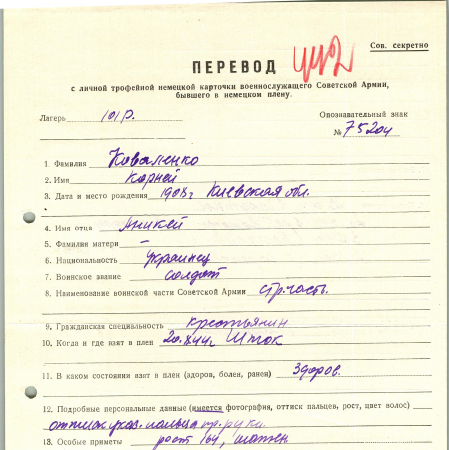 Сов. секретно
ПЕРЕВОД
442
с личной трофейной немецкой карточки военнослужащего Советской Армии,
бывшего в немецком плену.
Лагерь 101 Р.
Опознавательный знак
№ 75204
1. Фамилия Коваленко
2. Имя Карней
3. Дата и место рождения 1908г Киевская обл.
4. Имя отца Аникей
5. Фамилия матери —
6. Национальность Украинец
7. Воинское звание солдат
8. Наименование воинской части Советской Армии стр. часть.
9. Гражданская специальность крестьянин
10. Когда и где взят в плен 20.8.44г.
11. В каком состоянии взят в плен (здоров, болен, ранен) Здоров.
12. Подробные персональные данные (имеется фотография, оттиск пальцев, рост, цвет волос)
оттиск указ. пальца пр. руки.
13. Особые приметы рост 164, шатен